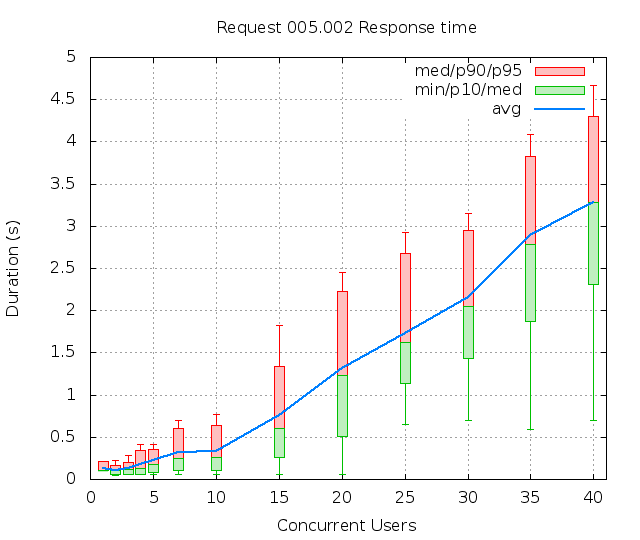 Request 005.002 Response time
med/p90/p95
min/p10/med
avg
Duration (s)
5
4.5
4
3.5
3
2.5
2
1.5
1
0.5
0
0 5 10 15 20 25 30 35 40
Concurrent Users